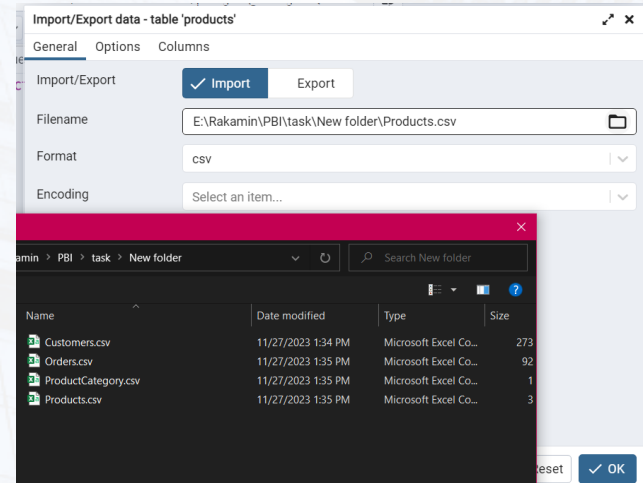 Import/Export data - table 'products'
General Options Columns
Import/Export Import Export
Filename E:\Rakamin\PBI\task\New folder\Products.csv
Format csv
Encoding Select an item...
amin > PBI > task > New folder Search New folder
Name Date modified Type Size
Customers.csv 11/27/2023 1:34 PM Microsoft Excel Co... 273
Orders.csv 11/27/2023 1:35 PM Microsoft Excel Co... 92
ProductCategory.csv 11/27/2023 1:35 PM Microsoft Excel Co... 1
Products.csv 11/27/2023 1:35 PM Microsoft Excel Co... 3
eset OK